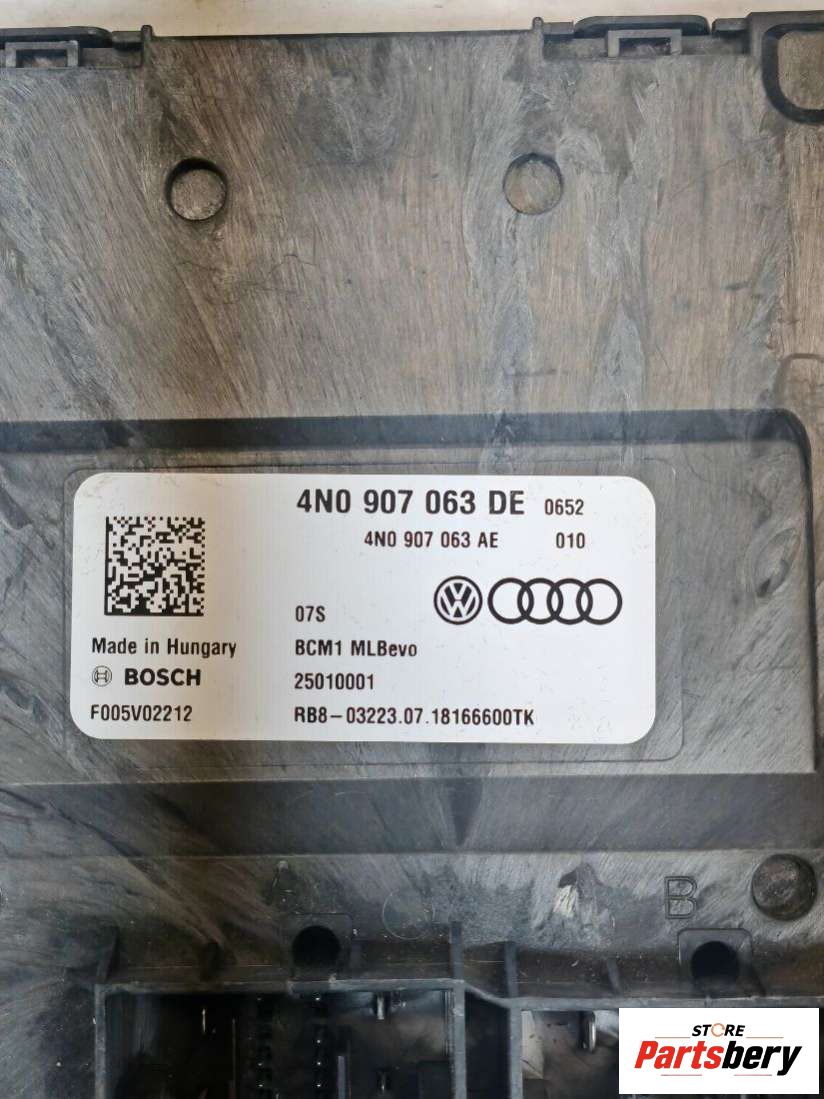 4N0 907 063 DE 0652
4N0 907 063 AE 010
07S
Made in Hungary BCM1 MLBevo
BOSCH 25010001
F005V02212 RB8-03223.07.18166600TK
C B
STORE
Partsbery